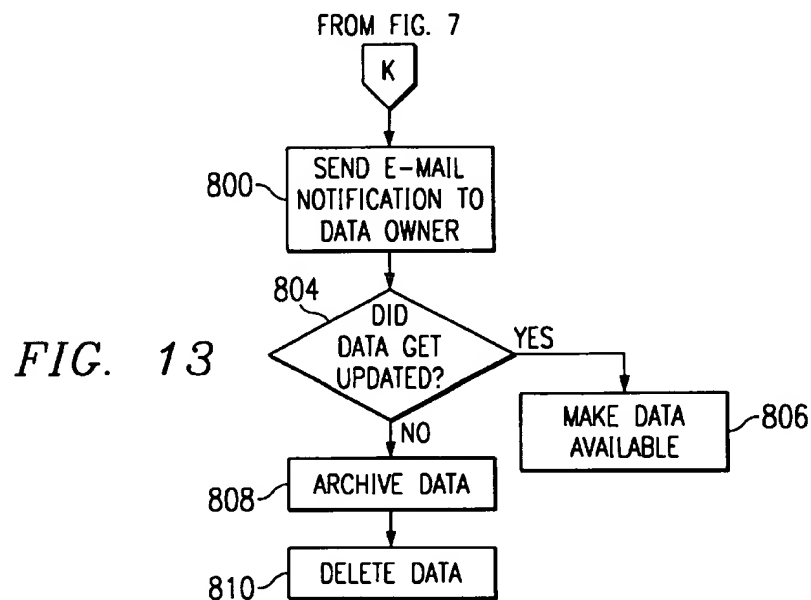 FROM FIG. 7
K
800
SEND E-MAIL
NOTIFICATION TO
DATA OWNER
804
DID
DATA GET
UPDATED?
YES
FIG. 13
MAKE DATA
AVAILABLE
806
NO
808
ARCHIVE DATA
810
DELETE DATA